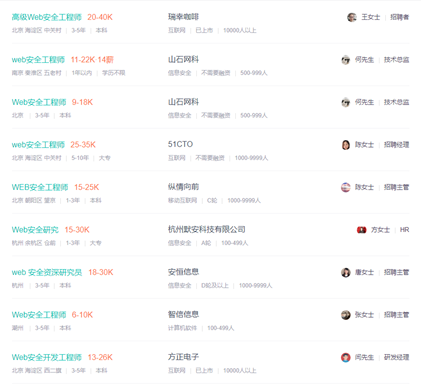 高级Web安全工程师 20-40K 瑞幸咖啡 王女士 | 招聘者
北京 海淀区 中关村 | 3-5年 | 本科 互联网 | 已上市 | 10000人以上
web安全工程师 11-22K·14薪 山石网科 何先生 | 技术总监
南京 秦淮区 五老村 | 1年以内 | 学历不限 信息安全 | 不需要融资 | 500-999人
Web安全工程师 9-18K 山石网科 何先生 | 技术总监
北京 | 3-5年 | 本科 信息安全 | 不需要融资 | 500-999人
web安全工程师 25-35K 51CTO 陈女士 | 招聘经理
北京 海淀区 中关村 | 5-10年 | 大专 互联网 | 不需要融资 | 1000-9999人
WEB安全工程师 15-25K 纵情向前 陈女士 | 招聘主管
北京 朝阳区 望京 | 1-3年 | 本科 移动互联网 | C轮 | 1000-9999人
Web安全研究 15-30K 杭州默安科技有限公司 方女士 | HR
杭州 余杭区 仓前 | 1-3年 | 大专 信息安全 | A轮 | 100-499人
web 安全资深研究员 18-30K 安恒信息 唐女士 | 招聘主管
杭州 | 3-5年 | 本科 信息安全 | D轮及以上 | 1000-9999人
Web安全工程师 6-10K 智信信息 张女士 | 招聘主管
湖州 | 3-5年 | 本科 计算机软件 | 100-499人
Web安全开发工程师 13-26K 方正电子 闵先生 | 研发经理
北京 海淀区 西二旗 | 3-5年 | 本科 互联网 | 已上市 | 10000人以上